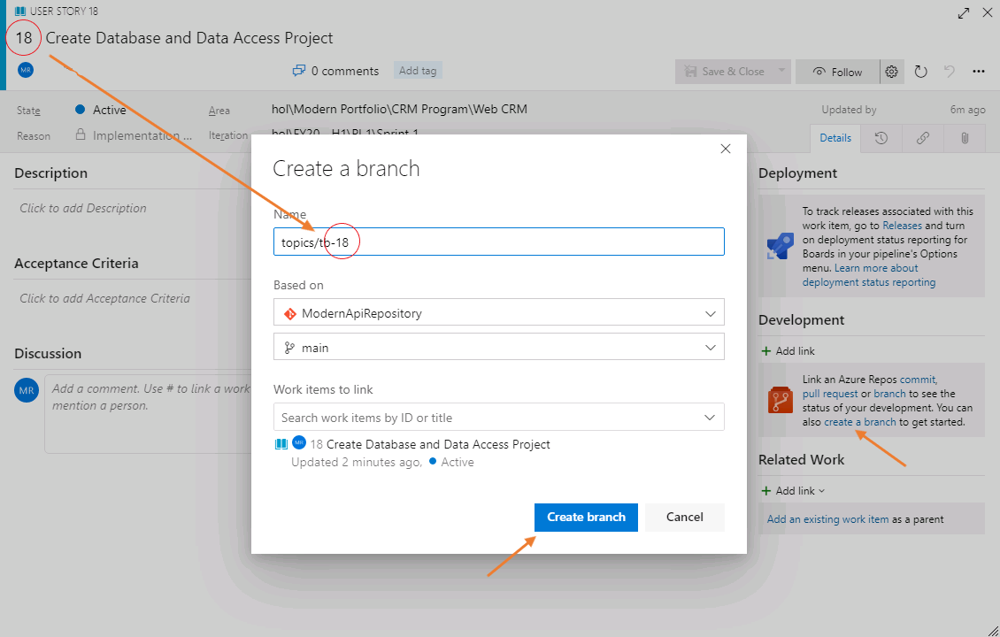 USER STORY 18
18 Create Database and Data Access Project
MR
0 comments
Add tag
Save & Close
Follow
State
Active
Area
hol\Modern Portfolio\CRM Program\Web CRM
Updated by
6m ago
Reason
Implementation ...
Iteration
hol\FY20 - H1\PI 1\Sprint 1
Details
Description
Click to add Description
Acceptance Criteria
Click to add Acceptance Criteria
Discussion
MR
Add a comment. Use # to link a work
mention a person.
Create a branch
Name
topics/tb-18
Based on
ModernApiRepository
main
Work items to link
Search work items by ID or title
MR 18 Create Database and Data Access Project
Updated 2 minutes ago, Active
Create branch
Cancel
Deployment
To track releases associated with this
work item, go to Releases and turn
on deployment status reporting for
Boards in your pipeline's Options
menu. Learn more about
deployment status reporting
Development
+ Add link
Link an Azure Repos commit,
pull request or branch to see the
status of your development. You can
also create a branch to get started.
Related Work
+ Add link
Add an existing work item as a parent